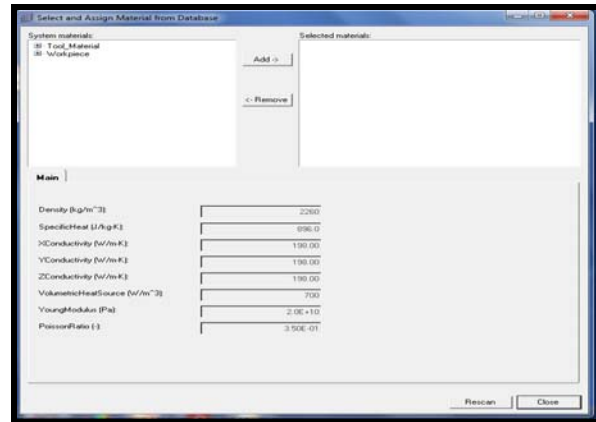 Select and Assign Material from Database
System materials:
Selected materials:
Tool_Material
Workpiece
Add ->
<- Remove
Main
Density (kg/m^3): 2260
SpecificHeat (J/kg-K): 896.0
XConductivity (W/m-K): 198.00
YConductivity (W/m-K): 198.00
ZConductivity (W/m-K): 198.00
VolumetricHeatSource (W/m^3): 700
YoungModulus (Pa): 2.0E+10
PoissonRatio (-): 3.50E-01
Rescan
Close